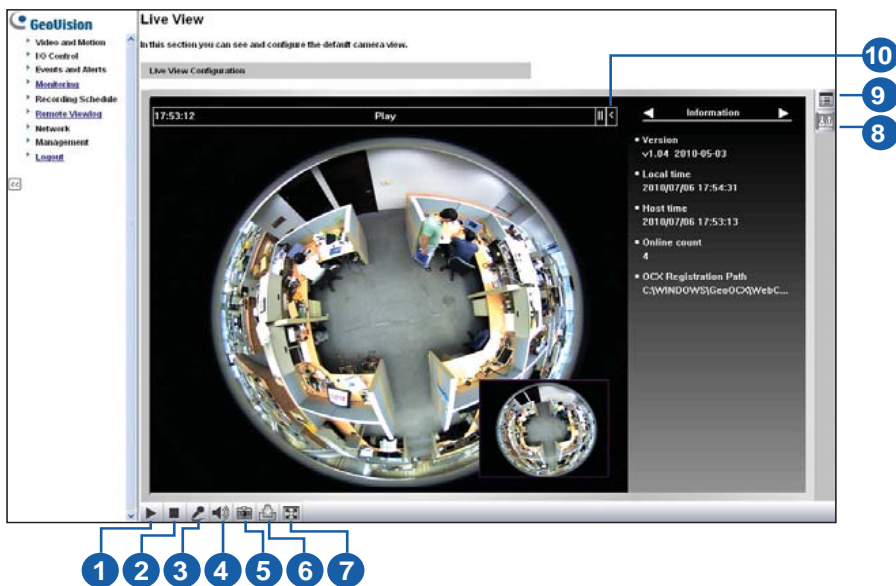 GeoVision
Video and Motion
I/O Control
Events and Alerts
Monitoring
Recording Schedule
Remote Viewlog
Network
Management
Logout
<<
Live View
In this section you can see and configure the default camera view.
Live View Configuration
17:53:12 Play || <
Information
Version
v1.04 2010-05-03
Local time
2010/07/06 17:54:31
Host time
2010/07/06 17:53:13
Online count
4
OCX Registration Path
C:\WINDOWS\GeoOCX\WebC...
10
9
8
1 2 3 4 5 6 7